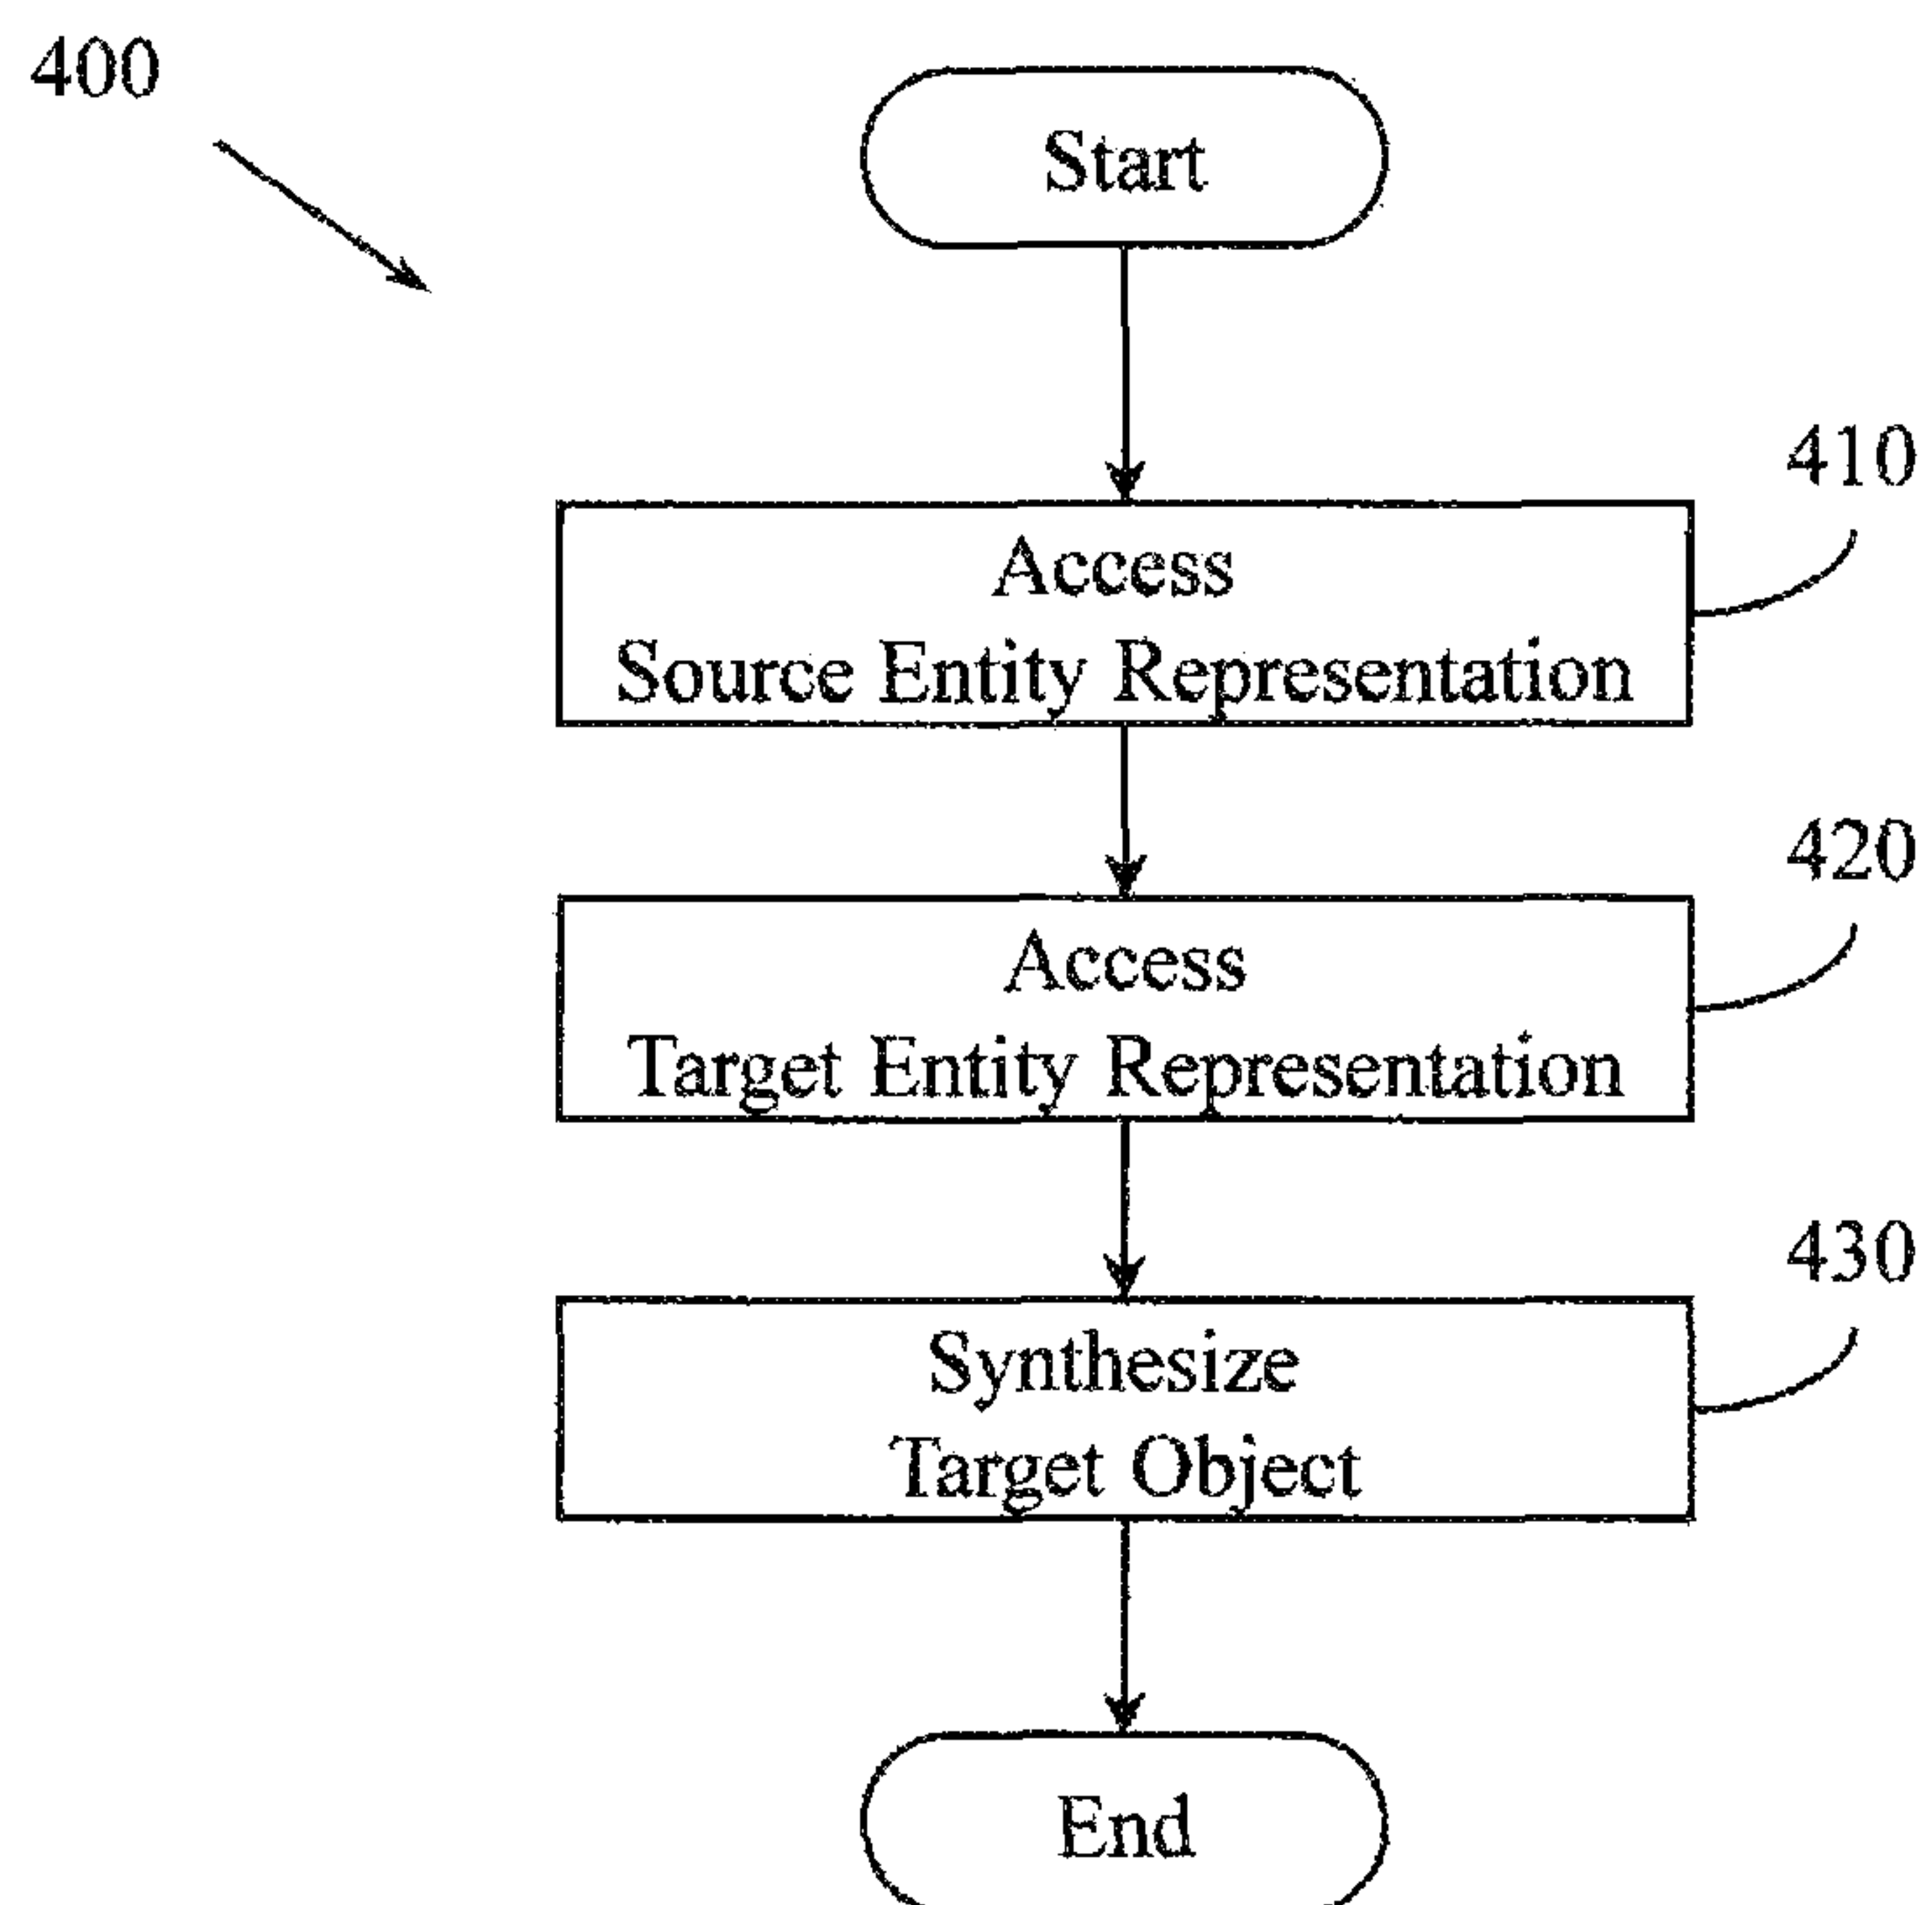 400
Start
410
Access
Source Entity Representation
420
Access
Target Entity Representation
430
Synthesize
Target Object
End